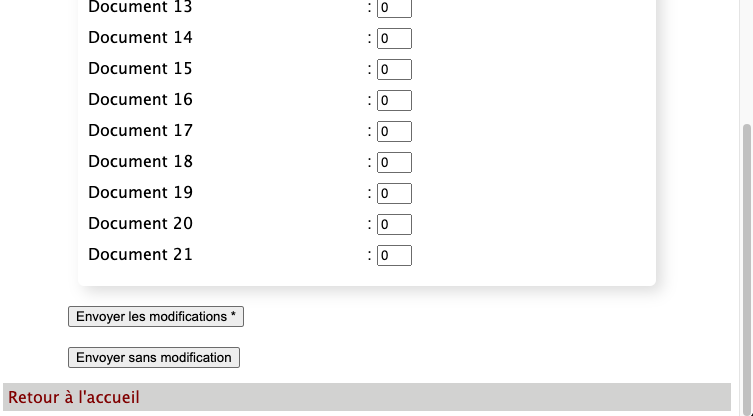 Document 13 : 0
Document 14 : 0
Document 15 : 0
Document 16 : 0
Document 17 : 0
Document 18 : 0
Document 19 : 0
Document 20 : 0
Document 21 : 0
Envoyer les modifications *
Envoyer sans modification
Retour à l'accueil